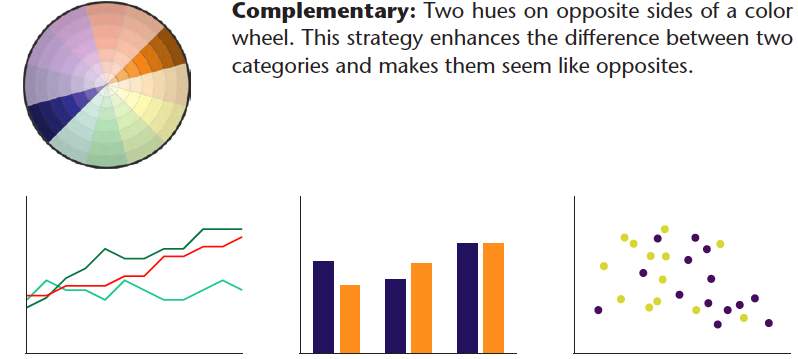 Complementary: Two hues on opposite sides of a color
wheel. This strategy enhances the difference between two
categories and makes them seem like opposites.